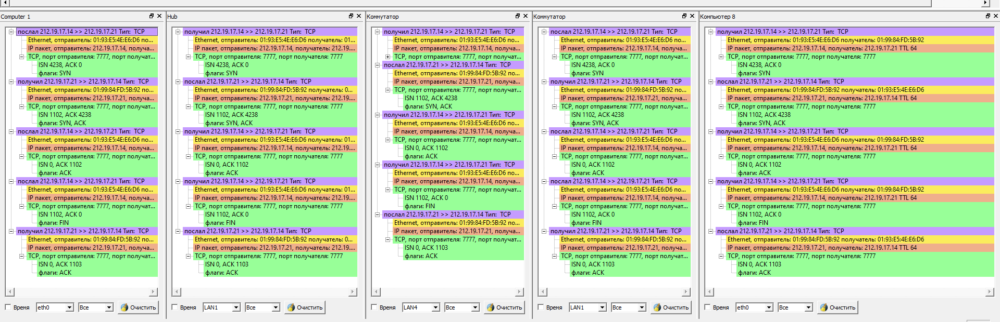 Computer 1
послал 212.19.17.14 >> 212.19.17.21 Тип: TCP
Ethernet, отправитель: 01:93:E5:4E:E6:D6 по...
IP пакет, отправитель: 212.19.17.14, получа...
TCP, порт отправителя: 7777, порт получат...
ISN 4238, ACK 0
флаги: SYN
получил 212.19.17.21 >> 212.19.17.14 Тип: TCP
Ethernet, отправитель: 01:99:84:FD:5B:92 по...
IP пакет, отправитель: 212.19.17.21, получа...
TCP, порт отправителя: 7777, порт получат...
ISN 1102, ACK 4238
флаги: SYN, ACK
послал 212.19.17.14 >> 212.19.17.21 Тип: TCP
Ethernet, отправитель: 01:93:E5:4E:E6:D6 по...
IP пакет, отправитель: 212.19.17.14, получа...
TCP, порт отправителя: 7777, порт получат...
ISN 0, ACK 1102
флаги: ACK
послал 212.19.17.14 >> 212.19.17.21 Тип: TCP
Ethernet, отправитель: 01:93:E5:4E:E6:D6 по...
IP пакет, отправитель: 212.19.17.14, получа...
TCP, порт отправителя: 7777, порт получат...
ISN 1102, ACK 0
флаги: FIN
получил 212.19.17.21 >> 212.19.17.14 Тип: TCP
Ethernet, отправитель: 01:99:84:FD:5B:92 по...
IP пакет, отправитель: 212.19.17.21, получа...
TCP, порт отправителя: 7777, порт получат...
ISN 0, ACK 1103
флаги: ACK
Время eth0 Все Очистить
Hub
получил 212.19.17.14 >> 212.19.17.21 Тип: TCP
Ethernet, отправитель: 01:93:E5:4E:E6:D6 получатель: 01...
IP пакет, отправитель: 212.19.17.14, получатель: 212.19....
TCP, порт отправителя: 7777, порт получателя: 7777
ISN 4238, ACK 0
флаги: SYN
послал 212.19.17.21 >> 212.19.17.14 Тип: TCP
Ethernet, отправитель: 01:99:84:FD:5B:92 получатель: 0...
IP пакет, отправитель: 212.19.17.21, получатель: 212.19....
TCP, порт отправителя: 7777, порт получателя: 7777
ISN 1102, ACK 4238
флаги: SYN, ACK
получил 212.19.17.14 >> 212.19.17.21 Тип: TCP
Ethernet, отправитель: 01:93:E5:4E:E6:D6 получатель: 01...
IP пакет, отправитель: 212.19.17.14, получатель: 212.19....
TCP, порт отправителя: 7777, порт получателя: 7777
ISN 0, ACK 1102
флаги: ACK
получил 212.19.17.14 >> 212.19.17.21 Тип: TCP
Ethernet, отправитель: 01:93:E5:4E:E6:D6 получатель: 01...
IP пакет, отправитель: 212.19.17.14, получатель: 212.19....
TCP, порт отправителя: 7777, порт получателя: 7777
ISN 1102, ACK 0
флаги: FIN
послал 212.19.17.21 >> 212.19.17.14 Тип: TCP
Ethernet, отправитель: 01:99:84:FD:5B:92 получатель: 0...
IP пакет, отправитель: 212.19.17.21, получатель: 212.19....
TCP, порт отправителя: 7777, порт получателя: 7777
ISN 0, ACK 1103
флаги: ACK
Время LAN1 Все Очистить
Коммутатор
получил 212.19.17.14 >> 212.19.17.21 Тип: TCP
Ethernet, отправитель: 01:93:E5:4E:E6:D6 по...
IP пакет, отправитель: 212.19.17.14, получа...
TCP, порт отправителя: 7777, порт получат...
послал 212.19.17.21 >> 212.19.17.14 Тип: TCP
Ethernet, отправитель: 01:99:84:FD:5B:92 по...
IP пакет, отправитель: 212.19.17.21, получа...
TCP, порт отправителя: 7777, порт получат...
ISN 1102, ACK 4238
флаги: SYN, ACK
получил 212.19.17.14 >> 212.19.17.21 Тип: TCP
Ethernet, отправитель: 01:93:E5:4E:E6:D6 по...
IP пакет, отправитель: 212.19.17.14, получа...
TCP, порт отправителя: 7777, порт получат...
ISN 0, ACK 1102
флаги: ACK
получил 212.19.17.14 >> 212.19.17.21 Тип: TCP
Ethernet, отправитель: 01:93:E5:4E:E6:D6 по...
IP пакет, отправитель: 212.19.17.14, получа...
TCP, порт отправителя: 7777, порт получат...
ISN 1102, ACK 0
флаги: FIN
послал 212.19.17.21 >> 212.19.17.14 Тип: TCP
Ethernet, отправитель: 01:99:84:FD:5B:92 по...
IP пакет, отправитель: 212.19.17.21, получа...
TCP, порт отправителя: 7777, порт получат...
ISN 0, ACK 1103
флаги: ACK
Время LAN4 Все Очистить
Коммутатор
послал 212.19.17.14 >> 212.19.17.21 Тип: TCP
Ethernet, отправитель: 01:93:E5:4E:E6:D6 по...
IP пакет, отправитель: 212.19.17.14, получа...
TCP, порт отправителя: 7777, порт получат...
ISN 4238, ACK 0
флаги: SYN
получил 212.19.17.21 >> 212.19.17.14 Тип: TCP
Ethernet, отправитель: 01:99:84:FD:5B:92 по...
IP пакет, отправитель: 212.19.17.21, получа...
TCP, порт отправителя: 7777, порт получат...
ISN 1102, ACK 4238
флаги: SYN, ACK
послал 212.19.17.14 >> 212.19.17.21 Тип: TCP
Ethernet, отправитель: 01:93:E5:4E:E6:D6 по...
IP пакет, отправитель: 212.19.17.14, получа...
TCP, порт отправителя: 7777, порт получат...
ISN 0, ACK 1102
флаги: ACK
послал 212.19.17.14 >> 212.19.17.21 Тип: TCP
Ethernet, отправитель: 01:93:E5:4E:E6:D6 по...
IP пакет, отправитель: 212.19.17.14, получа...
TCP, порт отправителя: 7777, порт получат...
ISN 1102, ACK 0
флаги: FIN
получил 212.19.17.21 >> 212.19.17.14 Тип: TCP
Ethernet, отправитель: 01:99:84:FD:5B:92 по...
IP пакет, отправитель: 212.19.17.21, получа...
TCP, порт отправителя: 7777, порт получат...
ISN 0, ACK 1103
флаги: ACK
Время LAN1 Все Очистить
Компьютер 8
получил 212.19.17.14 >> 212.19.17.21 Тип: TCP
Ethernet, отправитель: 01:93:E5:4E:E6:D6 получатель: 01:99:84:FD:5B:92
IP пакет, отправитель: 212.19.17.14, получатель: 212.19.17.21 TTL 64
TCP, порт отправителя: 7777, порт получателя: 7777
ISN 4238, ACK 0
флаги: SYN
послал 212.19.17.21 >> 212.19.17.14 Тип: TCP
Ethernet, отправитель: 01:99:84:FD:5B:92 получатель: 01:93:E5:4E:E6:D6
IP пакет, отправитель: 212.19.17.21, получатель: 212.19.17.14 TTL 64
TCP, порт отправителя: 7777, порт получателя: 7777
ISN 1102, ACK 4238
флаги: SYN, ACK
получил 212.19.17.14 >> 212.19.17.21 Тип: TCP
Ethernet, отправитель: 01:93:E5:4E:E6:D6 получатель: 01:99:84:FD:5B:92
IP пакет, отправитель: 212.19.17.14, получатель: 212.19.17.21 TTL 64
TCP, порт отправителя: 7777, порт получателя: 7777
ISN 0, ACK 1102
флаги: ACK
получил 212.19.17.14 >> 212.19.17.21 Тип: TCP
Ethernet, отправитель: 01:93:E5:4E:E6:D6 получатель: 01:99:84:FD:5B:92
IP пакет, отправитель: 212.19.17.14, получатель: 212.19.17.21 TTL 64
TCP, порт отправителя: 7777, порт получателя: 7777
ISN 1102, ACK 0
флаги: FIN
послал 212.19.17.21 >> 212.19.17.14 Тип: TCP
Ethernet, отправитель: 01:99:84:FD:5B:92 получатель: 01:93:E5:4E:E6:D6
IP пакет, отправитель: 212.19.17.21, получатель: 212.19.17.14 TTL 64
TCP, порт отправителя: 7777, порт получателя: 7777
ISN 0, ACK 1103
флаги: ACK
Время eth0 Все Очистить